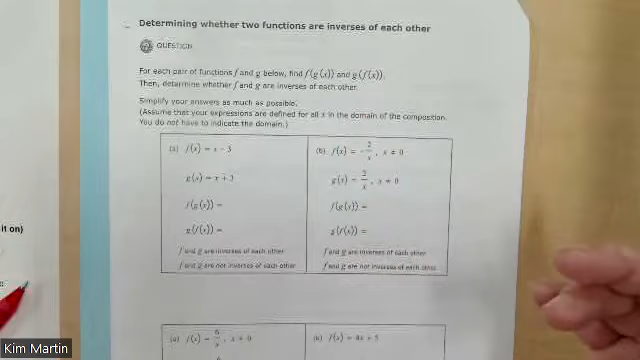 Determining whether two functions are inverses of each other
QUESTION
For each pair of functions f and g below, find f(g(x)) and g(f(x)).
Then, determine whether f and g are inverses of each other.
Simplify your answers as much as possible.
(Assume that your expressions are defined for all x in the domain of the composition.
You do not have to indicate the domain.)
(a) f(x) = x - 3
g(x) = x + 3
f(g(x)) =
g(f(x)) =
f and g are inverses of each other
f and g are not inverses of each other
(b) f(x) = -2/x, x ≠ 0
g(x) = 2/x, x ≠ 0
f(g(x)) =
g(f(x)) =
f and g are inverses of each other
f and g are not inverses of each other
it on)
(a) f(x) = 6/x, x ≠ 0
f(x) = 4x +
Kim Martin